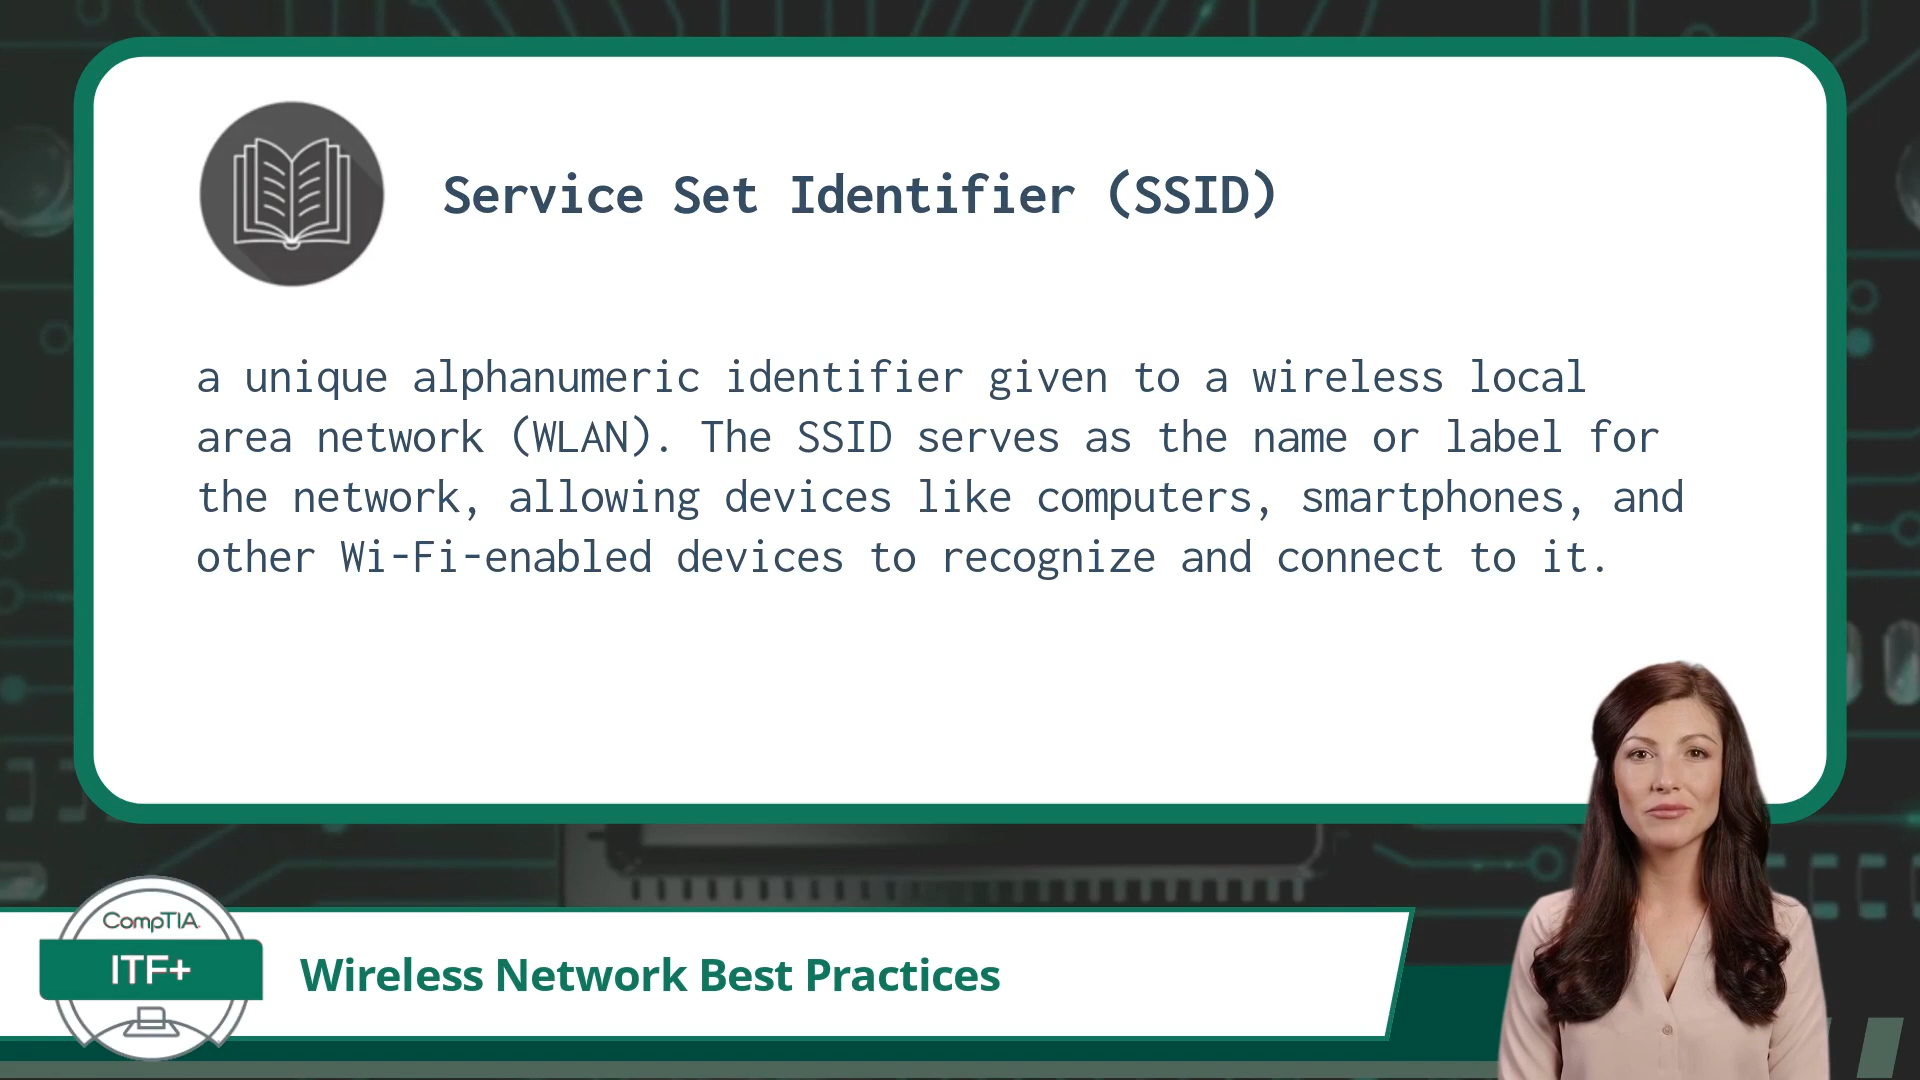 Service Set Identifier (SSID)
a unique alphanumeric identifier given to a wireless local
area network (WLAN). The SSID serves as the name or label for
the network, allowing devices like computers, smartphones, and
other Wi-Fi-enabled devices to recognize and connect to it.
CompTIA
ITF+
Wireless Network Best Practices